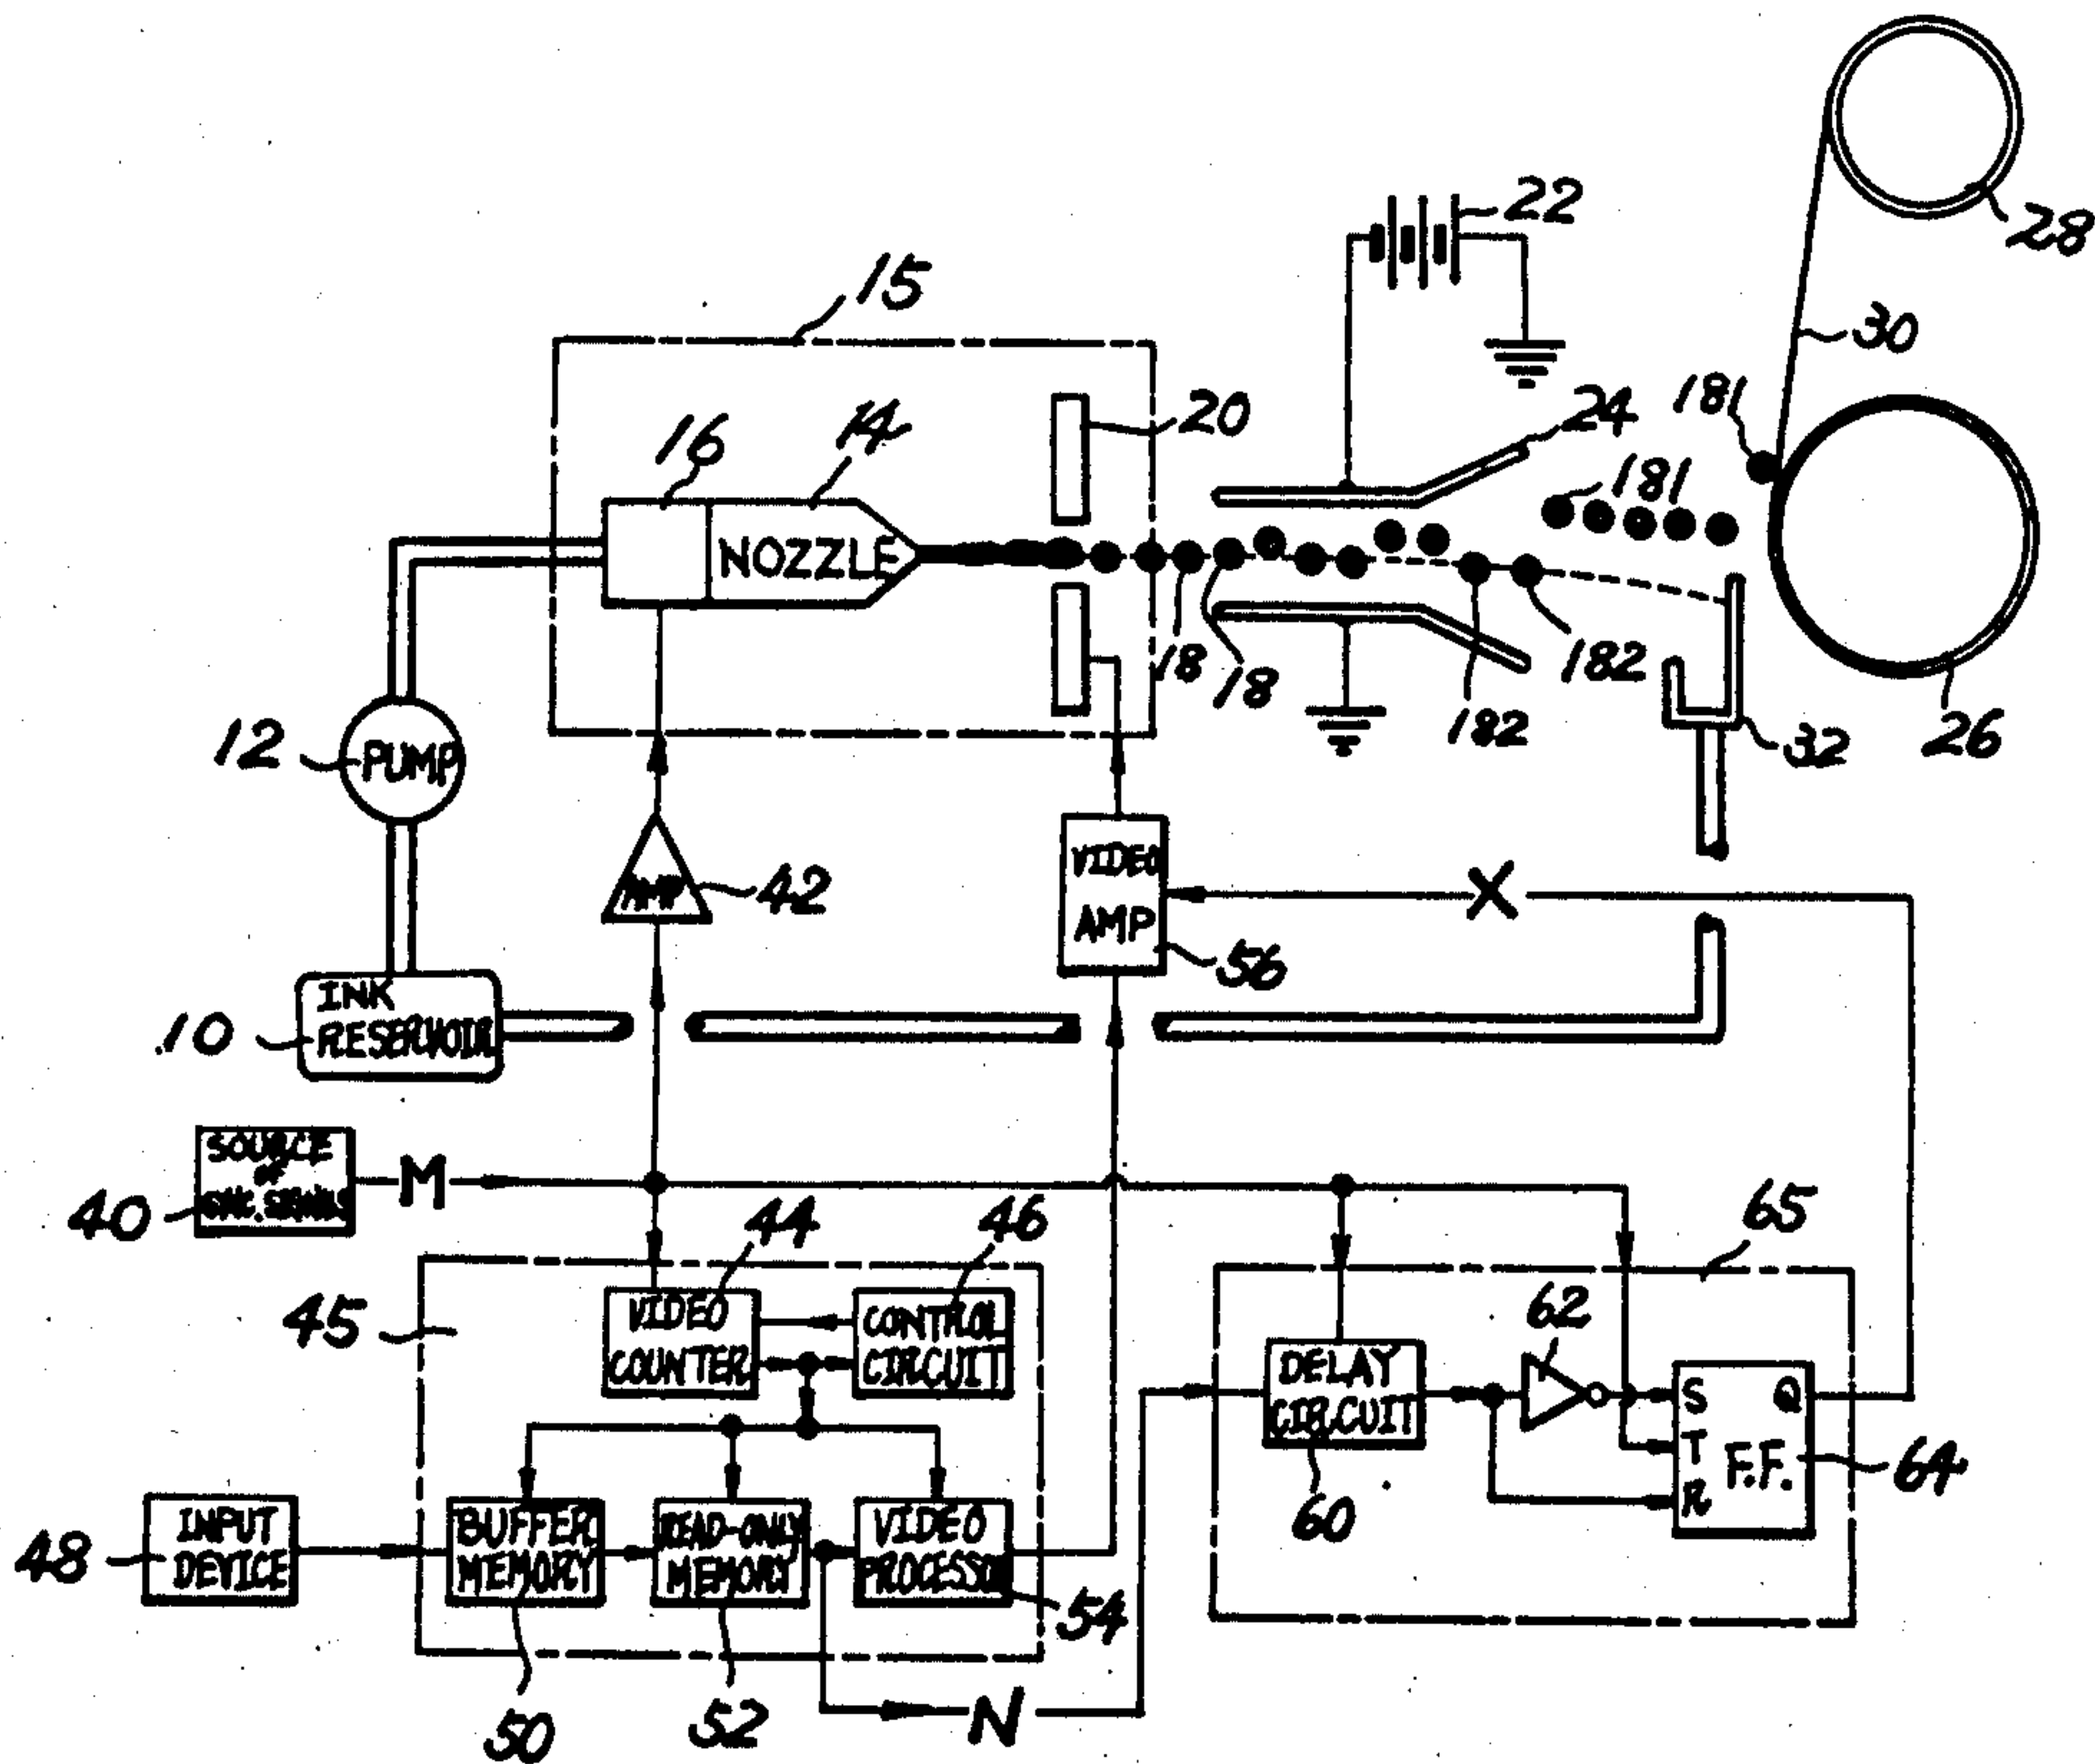 28
22
15
30
181
24
20
14
16
181
NOZZLE
18
18
182
182
32
26
12
PUMP
VIDEO
AMP
AMP
42
X
56
INK
RESERVOIR
10
SOURCE
OF
40
M
44
46
65
45
VIDEO
COUNTER
CONTROL
CIRCUIT
62
DELAY
CIRCUIT
S
Q
T
F.F.
R
64
60
48
INPUT
DEVICE
BUFFER
MEMORY
READ-ONLY
MEMORY
VIDEO
PROCESSOR
54
50
52
N